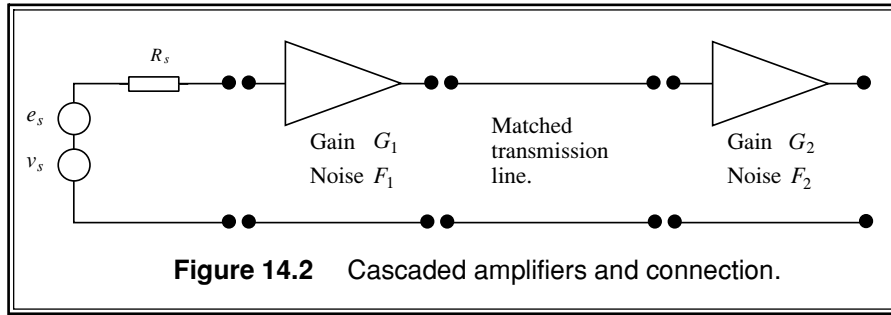 R_s
e_s
v_s
Gain G_1
Noise F_1
Matched
transmission
line.
Gain G_2
Noise F_2
Figure 14.2 Cascaded amplifiers and connection.